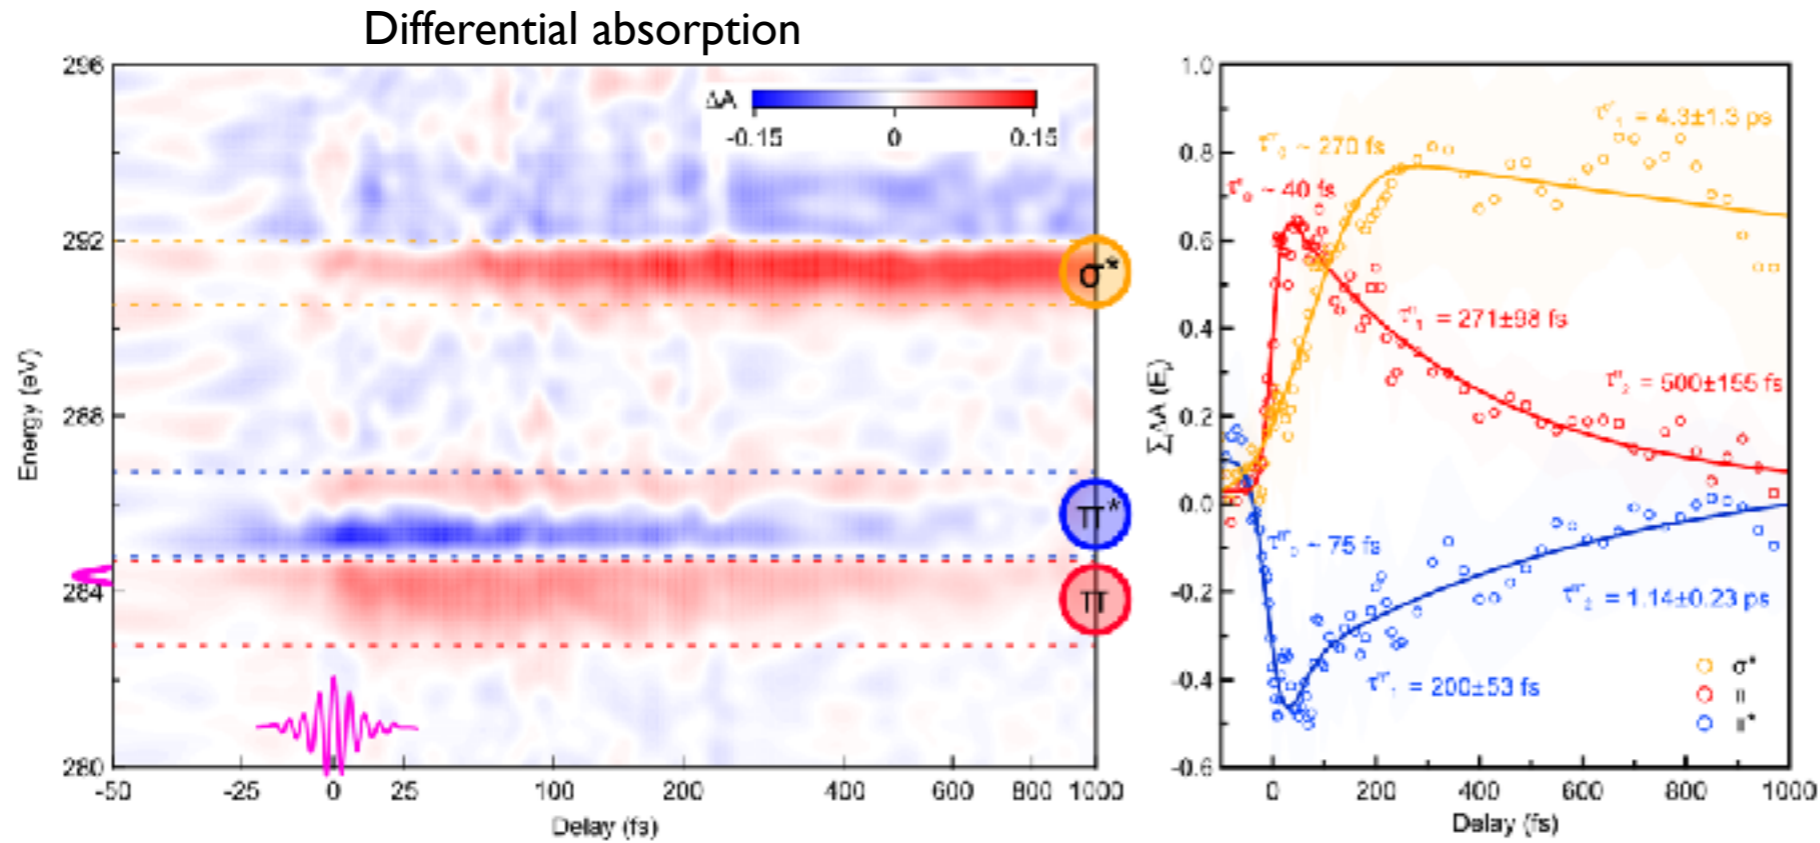 Differential absorption
296
292
288
284
280
Energy (eV)
-50
-25
0
25
100
200
400
600
800
1000
Delay (fs)
ΔA
-0.15
0
0.15
σ*
π*
π
1.0
0.8
0.6
0.4
0.2
0.0
-0.2
-0.4
-0.6
ΣΔA (E
0
200
400
600
800
1000
Delay (fs)
= 4.3±1.3 ps
~ 270 fs
~ 40 fs
= 271±98 fs
= 500±155 fs
~ 75 fs
= 1.14±0.23 ps
= 200±53 fs
σ*
π
π*